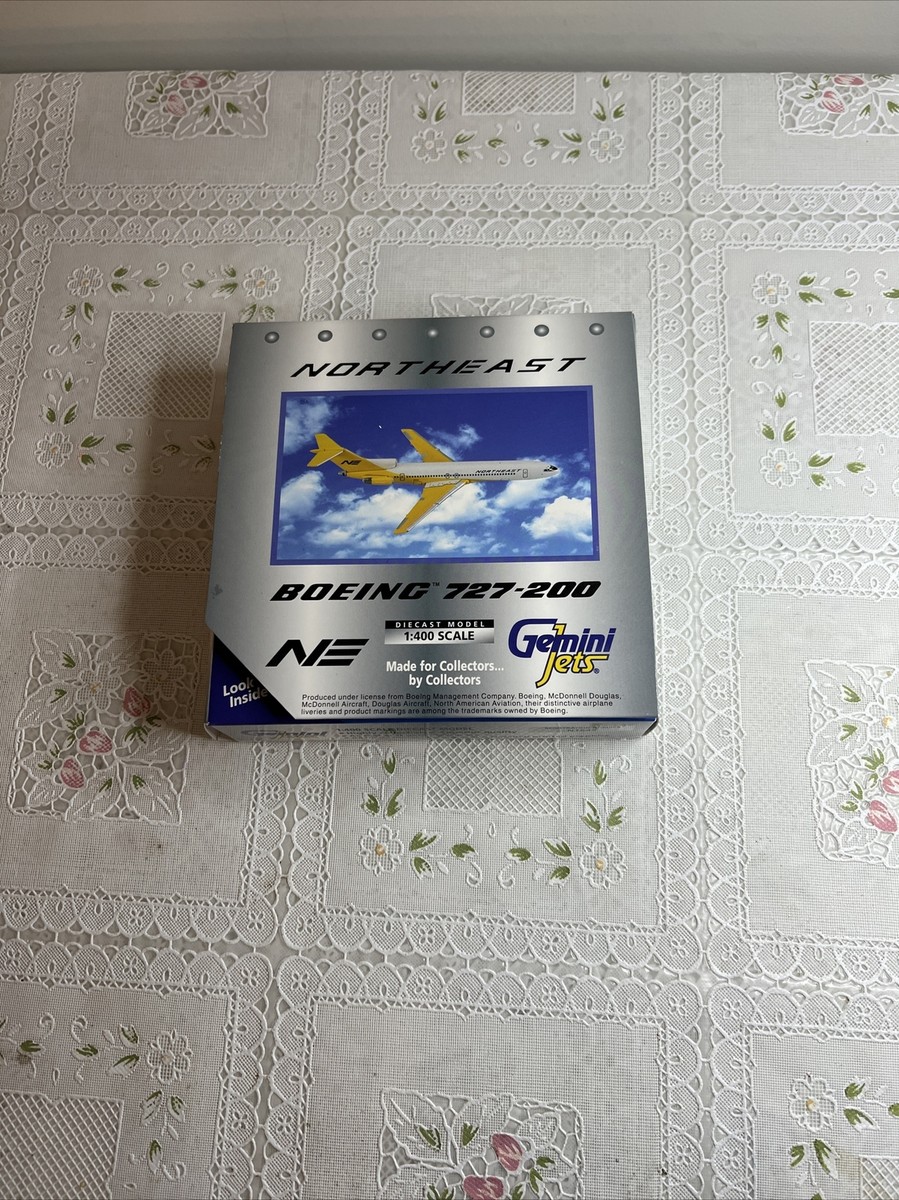 NORTHEAST
NE
NORTHEAST
BOEING™ 727-200
NE
DIECAST MODEL
1:400 SCALE
Gemini
Jets®
Made for Collectors...
by Collectors
Look
Inside
Produced under license from Boeing Management Company. Boeing, McDonnell Douglas,
McDonnell Aircraft, Douglas Aircraft, North American Aviation, their distinctive airplane
liveries and product markings are among the trademarks owned by Boeing.
Gemini